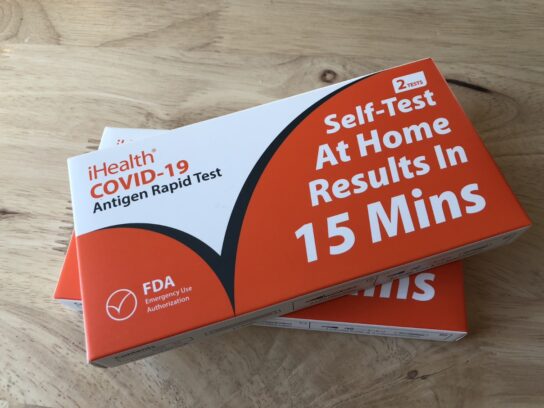 2 TESTS
iHealth®
COVID-19
Antigen Rapid Test
Self-Test
At Home
Results In
15 Mins
FDA
Emergency Use
Authorization
ins